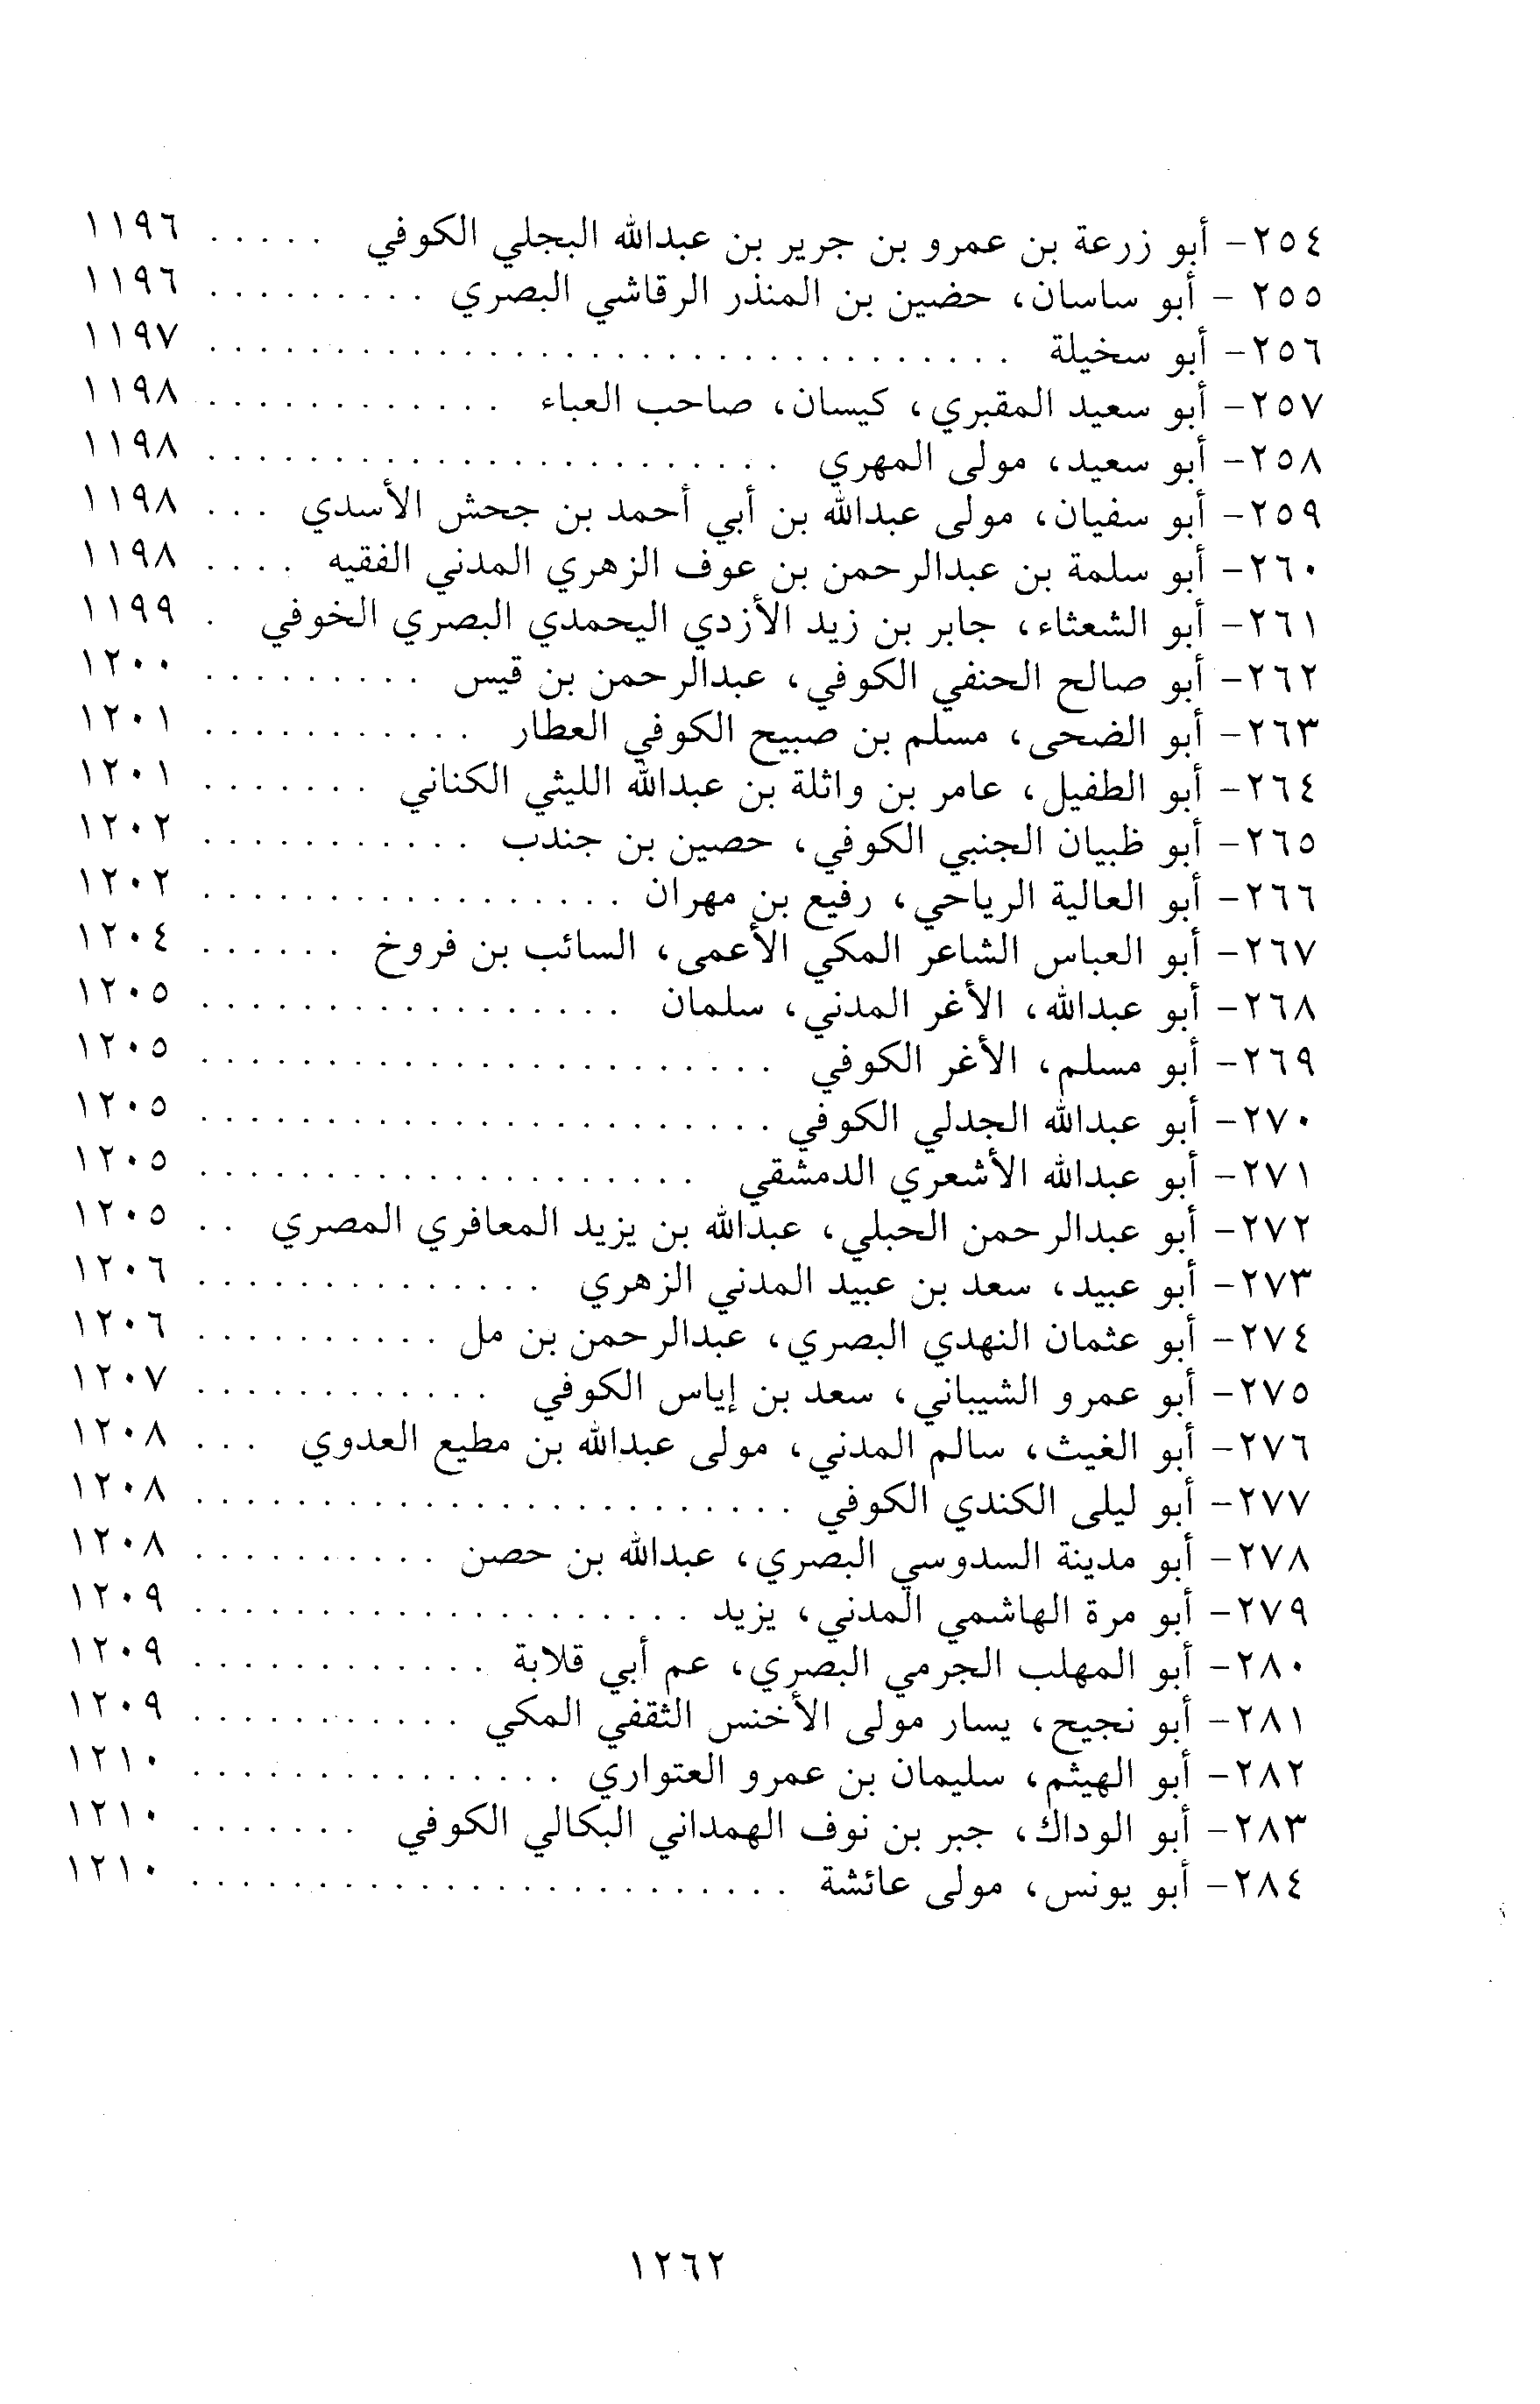 ٢٥٤- أبو زرعة بن عمرو بن جرير بن عبدالله البجلي الكوفي . . . . . ١١٩٦
٢٥٥ - أبو ساسان، حضين بن المنذر الرقاشي البصري . . . . . . . . . ١١٩٦
٢٥٦- أبو سخيلة . . . . . . . . . . . . . . . . . . . . . . . . . . . . . . . . ١١٩٧
٢٥٧- أبو سعيد المقبري، كيسان، صاحب العباء . . . . . . . . . . . . ١١٩٨
٢٥٨- أبو سعيد، مولى المهري . . . . . . . . . . . . . . . . . . . . . . . ١١٩٨
٢٥٩- أبو سفيان، مولى عبدالله بن أبي أحمد بن جحش الأسدي . . . ١١٩٨
٢٦٠- أبو سلمة بن عبدالرحمن بن عوف الزهري المدني الفقيه . . . . ١١٩٨
٢٦١- أبو الشعثاء، جابر بن زيد الأزدي اليحمدي البصري الخوفي . ١١٩٩
٢٦٢- أبو صالح الحنفي الكوفي، عبدالرحمن بن قيس . . . . . . . . . ١٢٠٠
٢٦٣- أبو الضحى، مسلم بن صبيح الكوفي العطار . . . . . . . . . . . ١٢٠١
٢٦٤- أبو الطفيل، عامر بن واثلة بن عبدالله الليثي الكناني . . . . . . . ١٢٠١
٢٦٥- أبو ظبيان الجنبي الكوفي، حصين بن جندب . . . . . . . . . . . ١٢٠٢
٢٦٦- أبو العالية الرياحي، رفيع بن مهران . . . . . . . . . . . . . . . . . ١٢٠٢
٢٦٧- أبو العباس الشاعر المكي الأعمى، السائب بن فروخ . . . . . . ١٢٠٤
٢٦٨- أبو عبدالله، الأغر المدني، سلمان . . . . . . . . . . . . . . . . . ١٢٠٥
٢٦٩- أبو مسلم، الأغر الكوفي . . . . . . . . . . . . . . . . . . . . . . . ١٢٠٥
٢٧٠- أبو عبدالله الجدلي الكوفي . . . . . . . . . . . . . . . . . . . . . . . ١٢٠٥
٢٧١- أبو عبدالله الأشعري الدمشقي . . . . . . . . . . . . . . . . . . . . ١٢٠٥
٢٧٢- أبو عبدالرحمن الحبلي، عبدالله بن يزيد المعافري المصري . . ١٢٠٥
٢٧٣- أبو عبيد، سعد بن عبيد المدني الزهري . . . . . . . . . . . . . . ١٢٠٦
٢٧٤- أبو عثمان النهدي البصري، عبدالرحمن بن مل . . . . . . . . . . ١٢٠٦
٢٧٥- أبو عمرو الشيباني، سعد بن إياس الكوفي . . . . . . . . . . . . ١٢٠٧
٢٧٦- أبو الغيث، سالم المدني، مولى عبدالله بن مطيع العدوي . . . ١٢٠٨
٢٧٧- أبو ليلى الكندي الكوفي . . . . . . . . . . . . . . . . . . . . . . . . ١٢٠٨
٢٧٨- أبو مدينة السدوسي البصري، عبدالله بن حصن . . . . . . . . . . ١٢٠٨
٢٧٩- أبو مرة الهاشمي المدني، يزيد . . . . . . . . . . . . . . . . . . . . ١٢٠٩
٢٨٠- أبو المهلب الجرمي البصري، عم أبي قلابة . . . . . . . . . . . . ١٢٠٩
٢٨١- أبو نجيح، يسار مولى الأخنس الثقفي المكي . . . . . . . . . . . ١٢٠٩
٢٨٢- أبو الهيثم، سليمان بن عمرو العتواري . . . . . . . . . . . . . . . ١٢١٠
٢٨٣- أبو الوداك، جبر بن نوف الهمداني البكالي الكوفي . . . . . . . ١٢١٠
٢٨٤- أبو يونس، مولى عائشة . . . . . . . . . . . . . . . . . . . . . . . . ١٢١٠
١٢٦٢